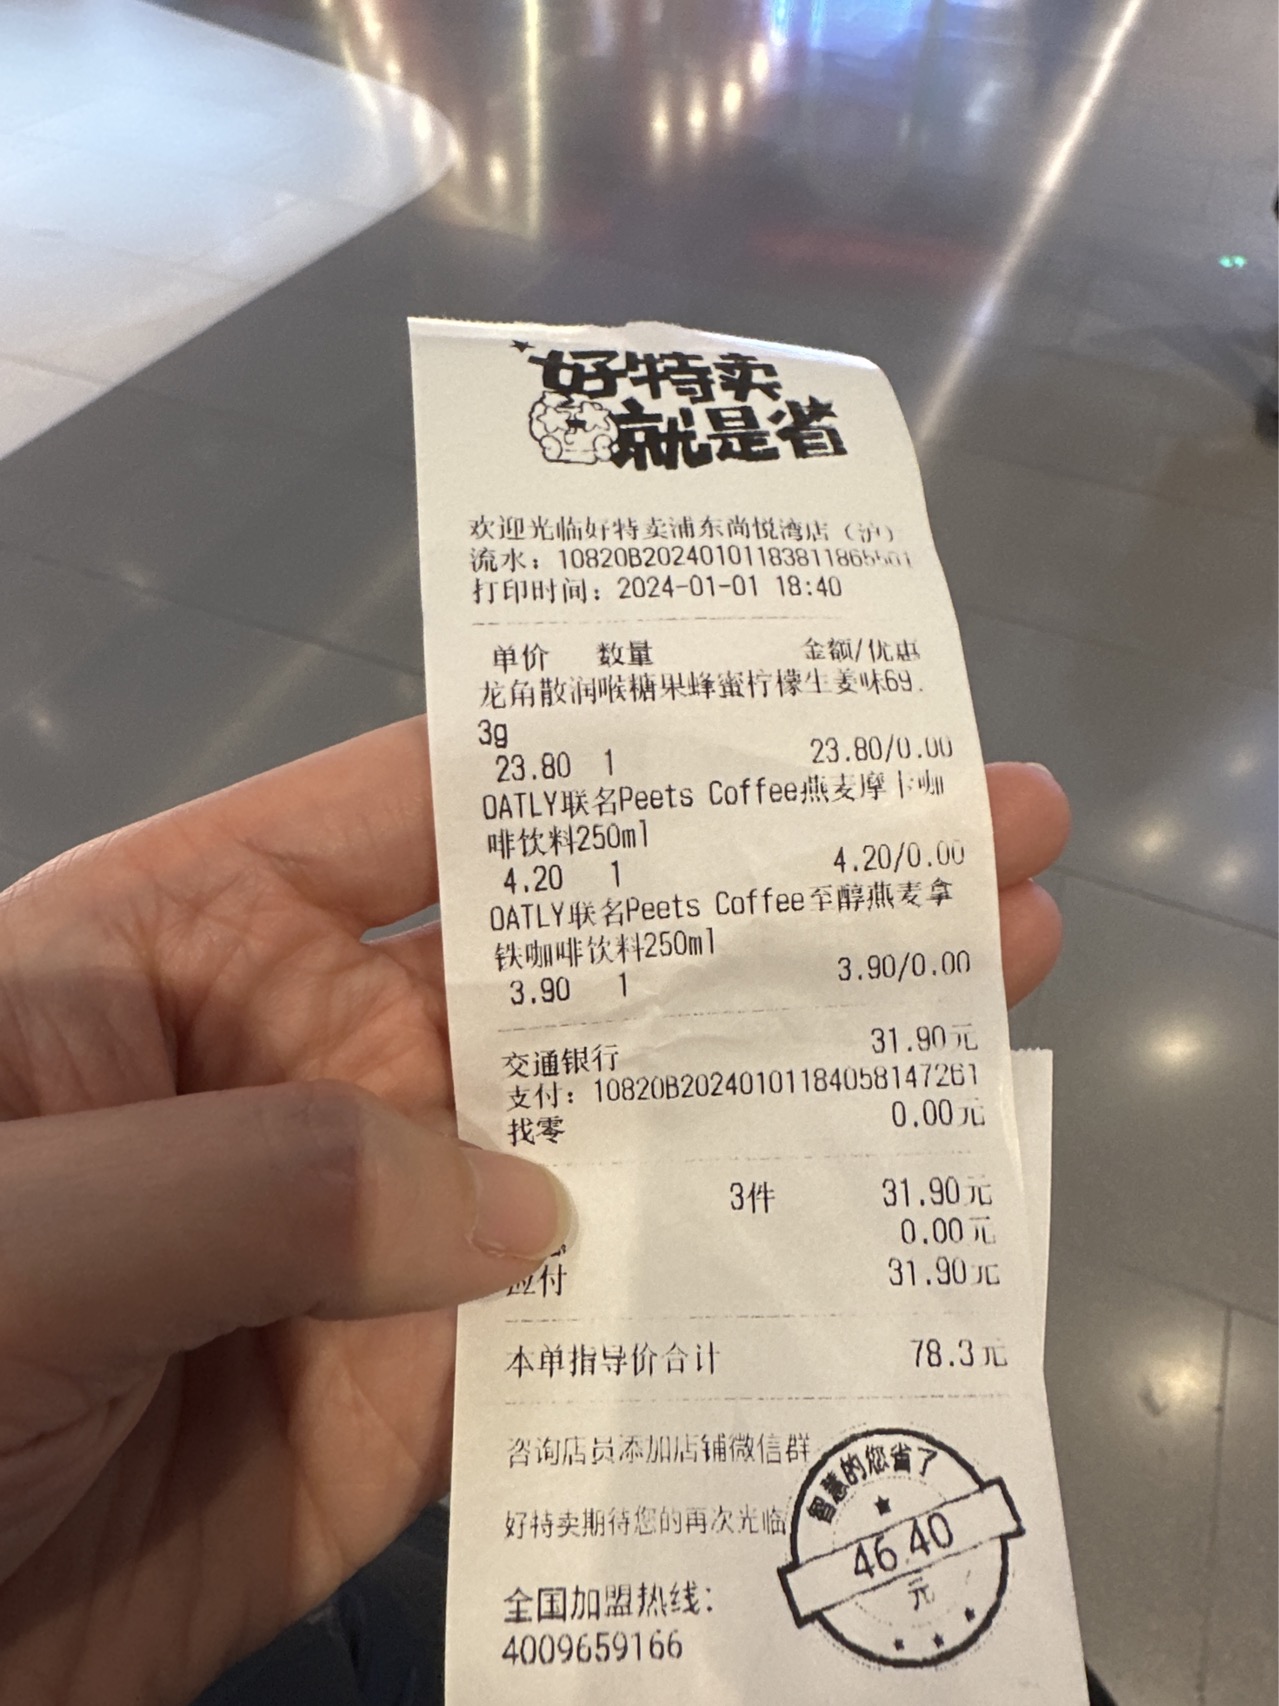 好特卖
就是省
欢迎光临好特卖浦东尚悦湾店（沪）
流水：10820B20240101183811865501
打印时间：2024-01-01 18:40
单价 数量 金额/优惠
龙角散润喉糖果蜂蜜柠檬生姜味69.
3g
23.80 1 23.80/0.00
OATLY联名Peets Coffee燕麦摩卡咖
啡饮料250ml
4.20 1 4.20/0.00
OATLY联名Peets Coffee至醇燕麦拿
铁咖啡饮料250ml
3.90 1 3.90/0.00
交通银行 31.90元
支付：10820B20240101184058147261
找零 0.00元
3件 31.90元
0.00元
应付 31.90元
本单指导价合计 78.3元
咨询店员添加店铺微信群
好特卖期待您的再次光临
智慧的您省了
46.40
元
全国加盟热线：
4009659166